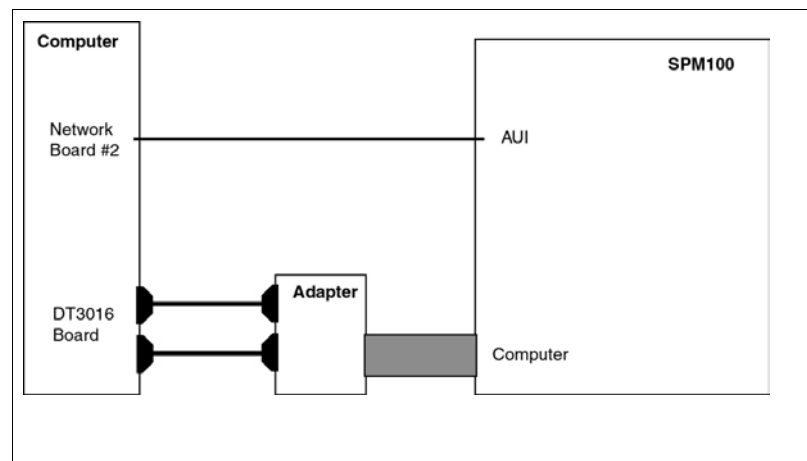 Computer
SPM100
Network
Board #2
AUI
Adapter
DT3016
Board
Computer